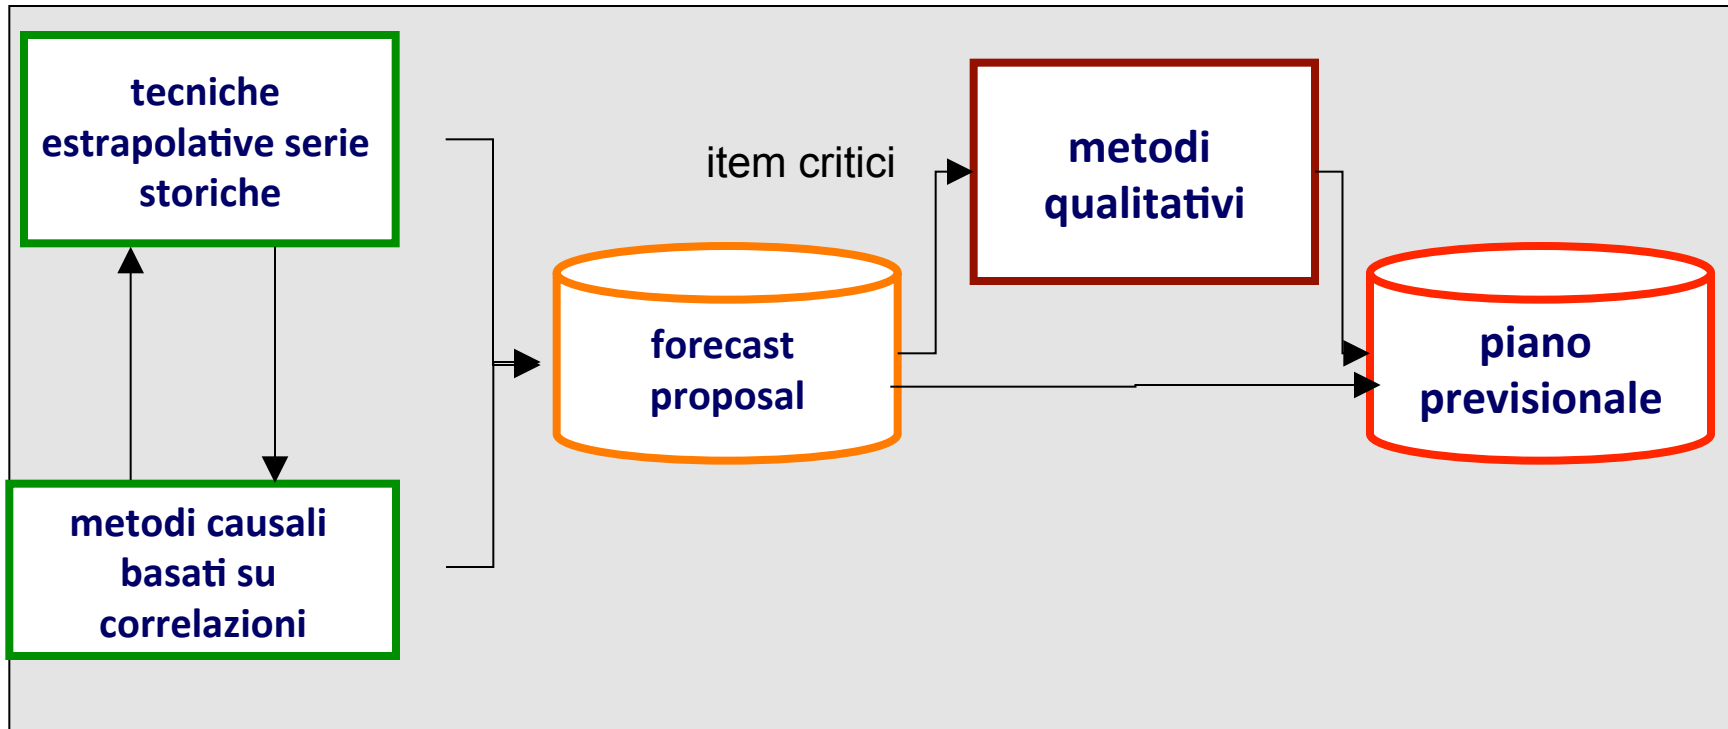 tecniche
estrapolative serie
storiche
item critici
metodi
qualitativi
forecast
proposal
piano
previsionale
metodi causali
basati su
correlazioni